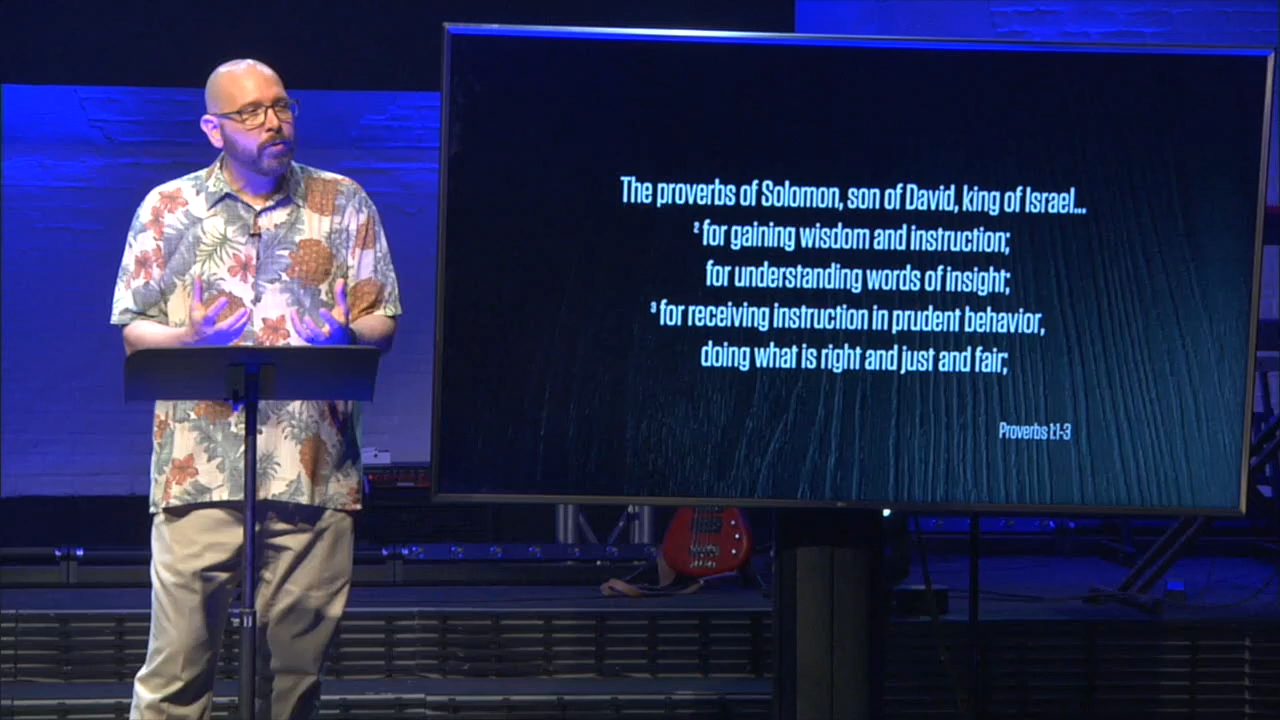 The proverbs of Solomon, son of David, king of Israel...
² for gaining wisdom and instruction;
for understanding words of insight;
³ for receiving instruction in prudent behavior,
doing what is right and just and fair;
Proverbs 1:1-3